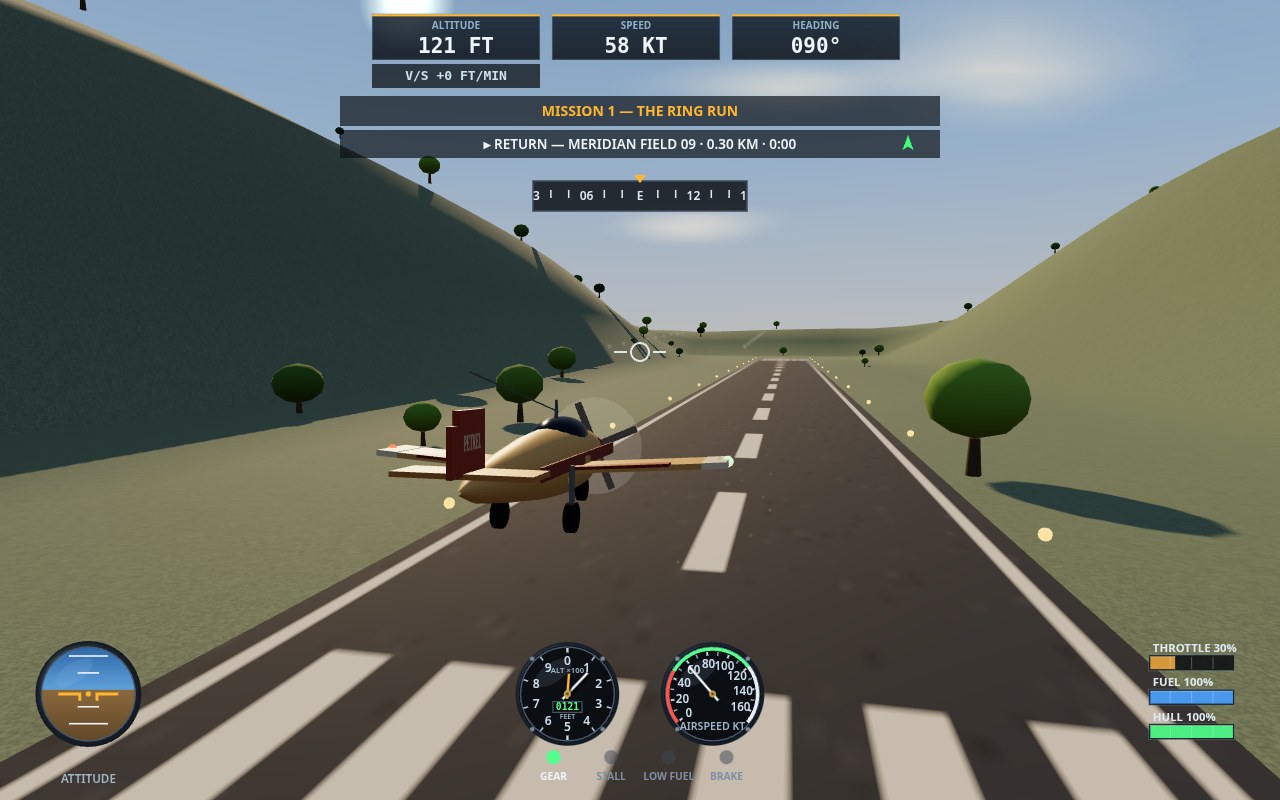 ALTITUDE
121 FT
SPEED
58 KT
HEADING
090°
V/S +0 FT/MIN
MISSION 1 — THE RING RUN
▸ RETURN — MERIDIAN FIELD 09 · 0.30 KM · 0:00
3 06 E 12 1
PETREL
THROTTLE 30%
FUEL 100%
HULL 100%
ATTITUDE
0 1 2 3 4 5 6 7 8 9
ALT ×100
0121
FEET
0 20 40 60 80 100 120 140 160
AIRSPEED KT
GEAR
STALL
LOW FUEL
BRAKE